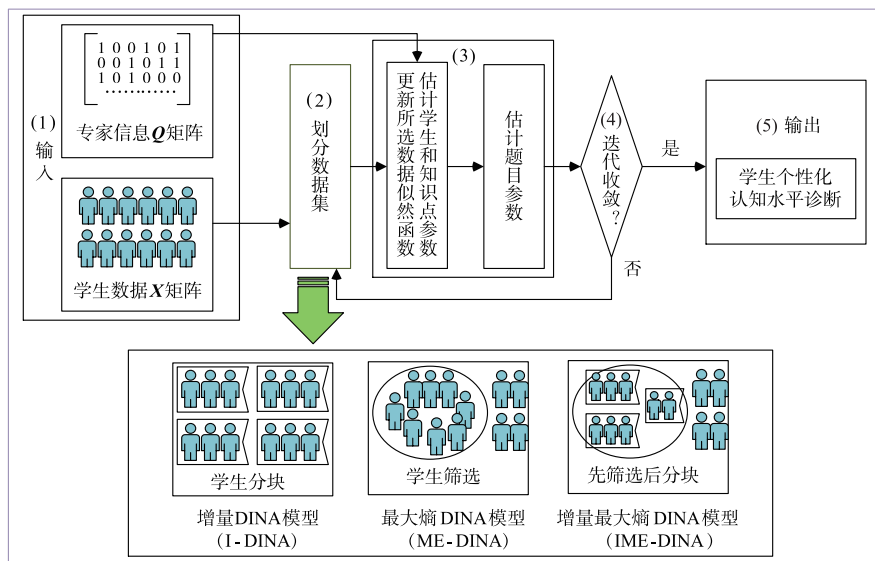 (1)
输
入
1 0 0 1 0 1
0 0 1 0 1 1
1 0 1 0 0 0
……………
专家信息Q矩阵
学生数据X矩阵
(2)
划分数据集
(3)
估计学生和知识点参数
更新所选数据似然函数
估计题目参数
(4)
迭代收敛？
是
否
(5) 输出
学生个性化
认知水平诊断
学生分块
学生筛选
先筛选后分块
增量DINA模型
(I-DINA)
最大熵 DINA模型
(ME-DINA)
增量最大熵 DINA模型
(IME-DINA)